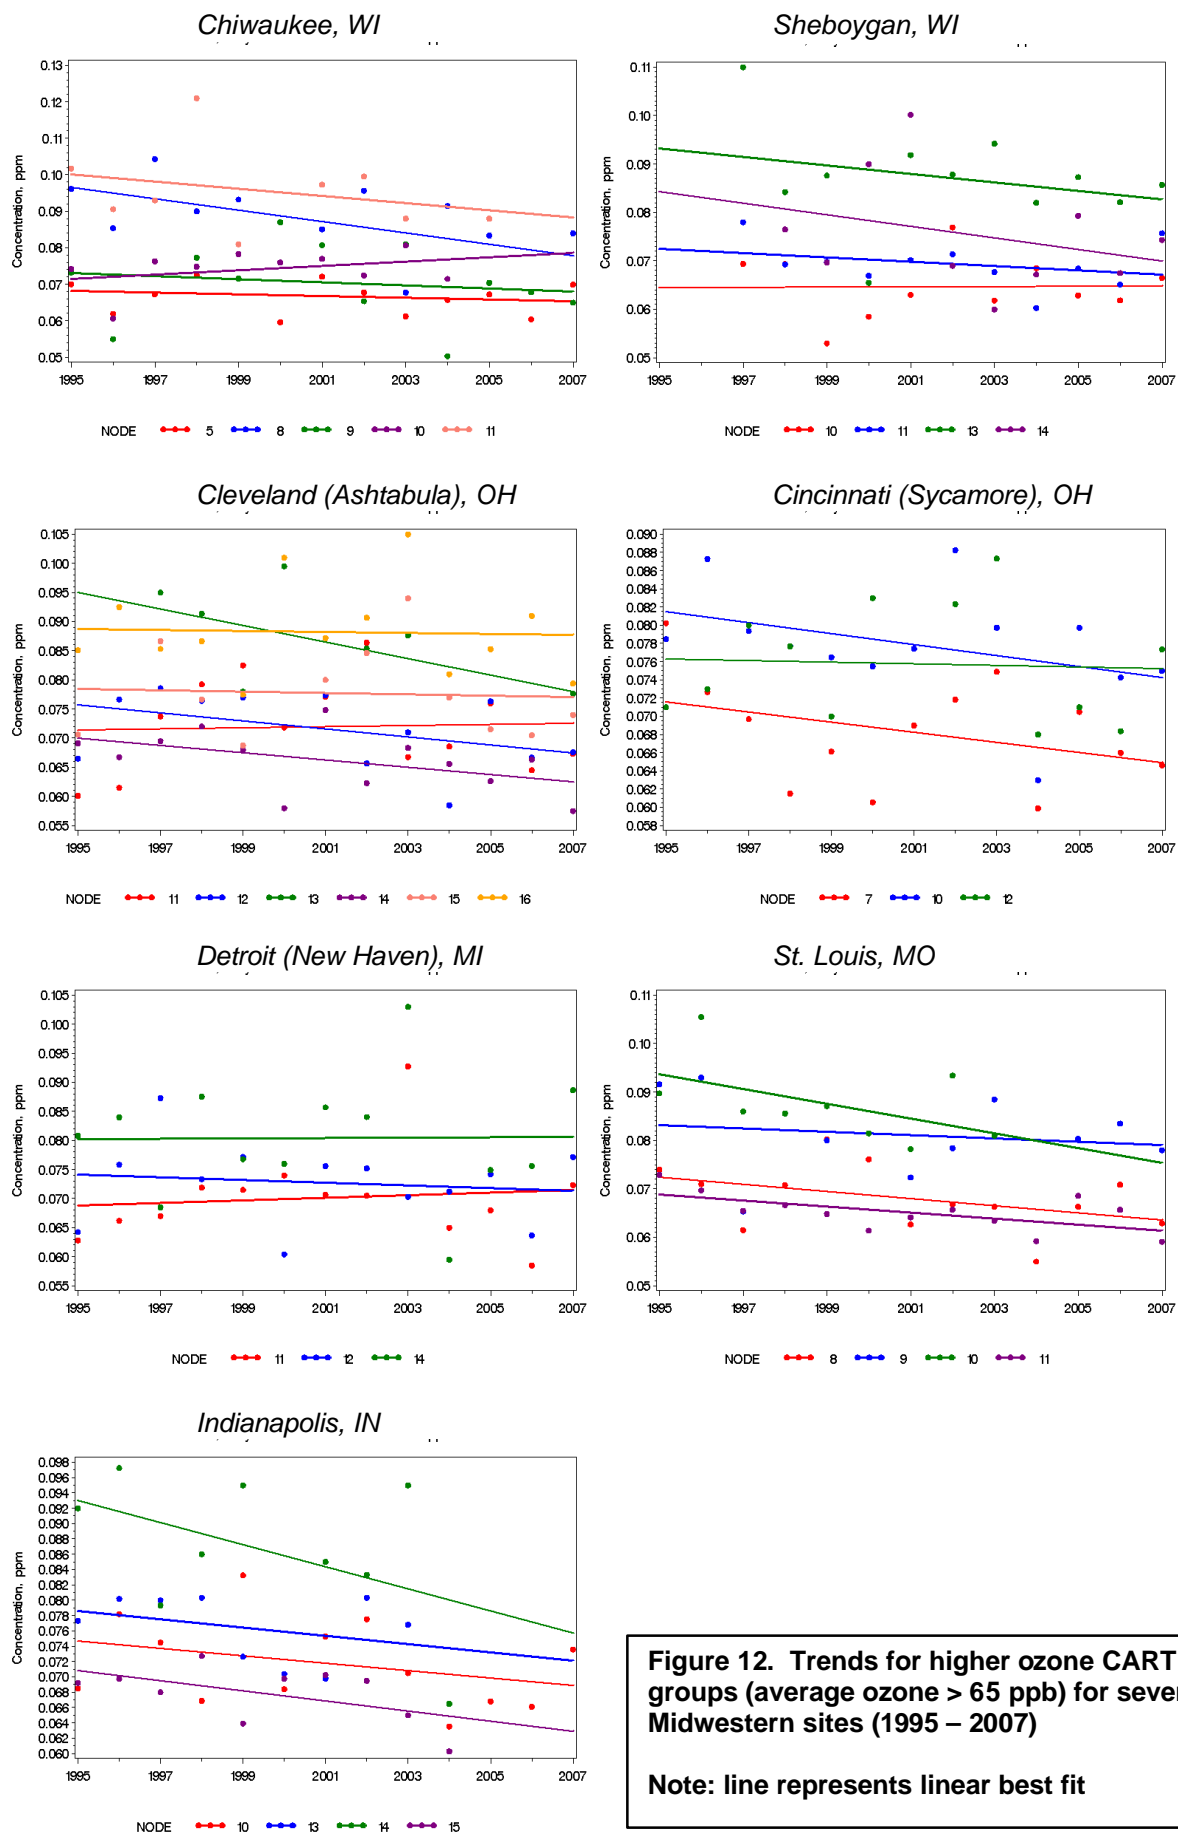 Chiwaukee, WI
Concentration, ppm
0.13
0.12
0.11
0.10
0.09
0.08
0.07
0.06
0.05
1995 1997 1999 2001 2003 2005 2007
NODE 5 8 9 10 11
Sheboygan, WI
Concentration, ppm
0.11
0.10
0.09
0.08
0.07
0.06
0.05
1995 1997 1999 2001 2003 2005 2007
NODE 10 11 13 14
Cleveland (Ashtabula), OH
Concentration, ppm
0.105
0.100
0.095
0.090
0.085
0.080
0.075
0.070
0.065
0.060
0.055
1995 1997 1999 2001 2003 2005 2007
NODE 11 12 13 14 15 16
Cincinnati (Sycamore), OH
Concentration, ppm
0.090
0.088
0.086
0.084
0.082
0.080
0.078
0.076
0.074
0.072
0.070
0.068
0.066
0.064
0.062
0.060
0.058
1995 1997 1999 2001 2003 2005 2007
NODE 7 10 12
Detroit (New Haven), MI
Concentration, ppm
0.105
0.100
0.095
0.090
0.085
0.080
0.075
0.070
0.065
0.060
0.055
1995 1997 1999 2001 2003 2005 2007
NODE 11 12 14
St. Louis, MO
Concentration, ppm
0.11
0.10
0.09
0.08
0.07
0.06
0.05
1995 1997 1999 2001 2003 2005 2007
NODE 8 9 10 11
Indianapolis, IN
Concentration, ppm
0.098
0.096
0.094
0.092
0.090
0.088
0.086
0.084
0.082
0.080
0.078
0.076
0.074
0.072
0.070
0.068
0.066
0.064
0.062
0.060
1995 1997 1999 2001 2003 2005 2007
NODE 10 13 14 15
Figure 12. Trends for higher ozone CART
groups (average ozone > 65 ppb) for seve
Midwestern sites (1995 – 2007)
Note: line represents linear best fit